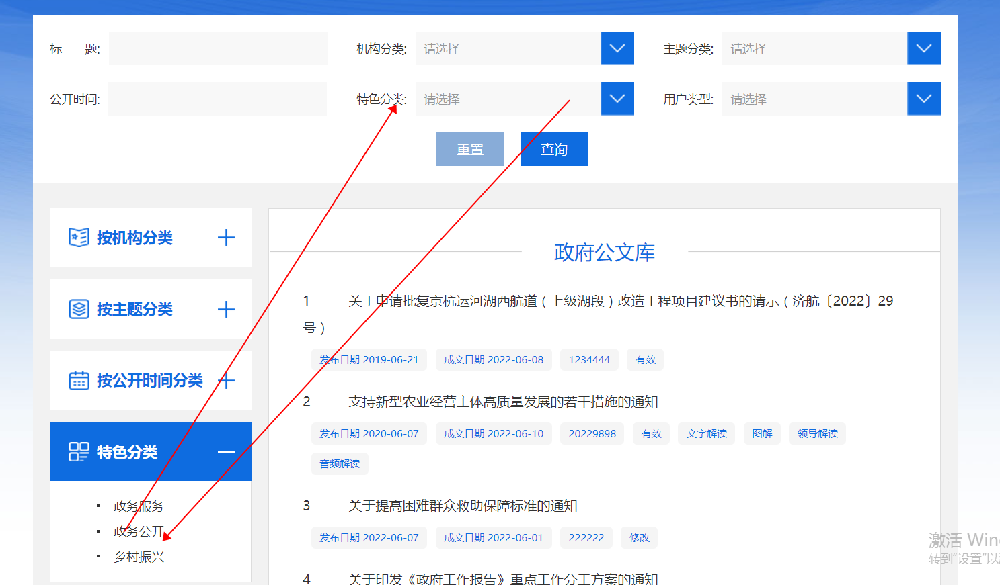 标 题:
机构分类: 请选择
主题分类: 请选择
公开时间:
特色分类: 请选择
用户类型: 请选择
重置 查询
按机构分类
按主题分类
按公开时间分类
特色分类
政务服务
政务公开
乡村振兴
政府公文库
1 关于申请批复京杭运河湖西航道（上级湖段）改造工程项目建议书的请示（济航〔2022〕29
号）
发布日期 2019-06-21 成文日期 2022-06-08 1234444 有效
2 支持新型农业经营主体高质量发展的若干措施的通知
发布日期 2020-06-07 成文日期 2022-06-10 20229898 有效 文字解读 图解 领导解读
音频解读
3 关于提高困难群众救助保障标准的通知
发布日期 2022-06-07 成文日期 2022-06-01 222222 修改
4 关于印发《政府工作报告》重点工作分工方案的通知
激活 Win
转到“设置”以